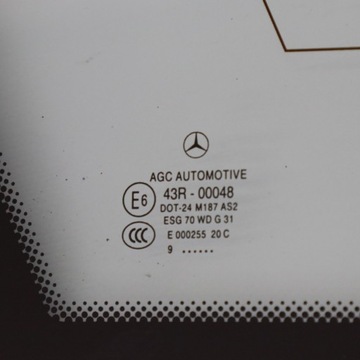 AGC AUTOMOTIVE
E6 43R - 00048
DOT-24 M187 AS2
ESG 70 WD G 31
CCC E 000255 20 C
9 ......